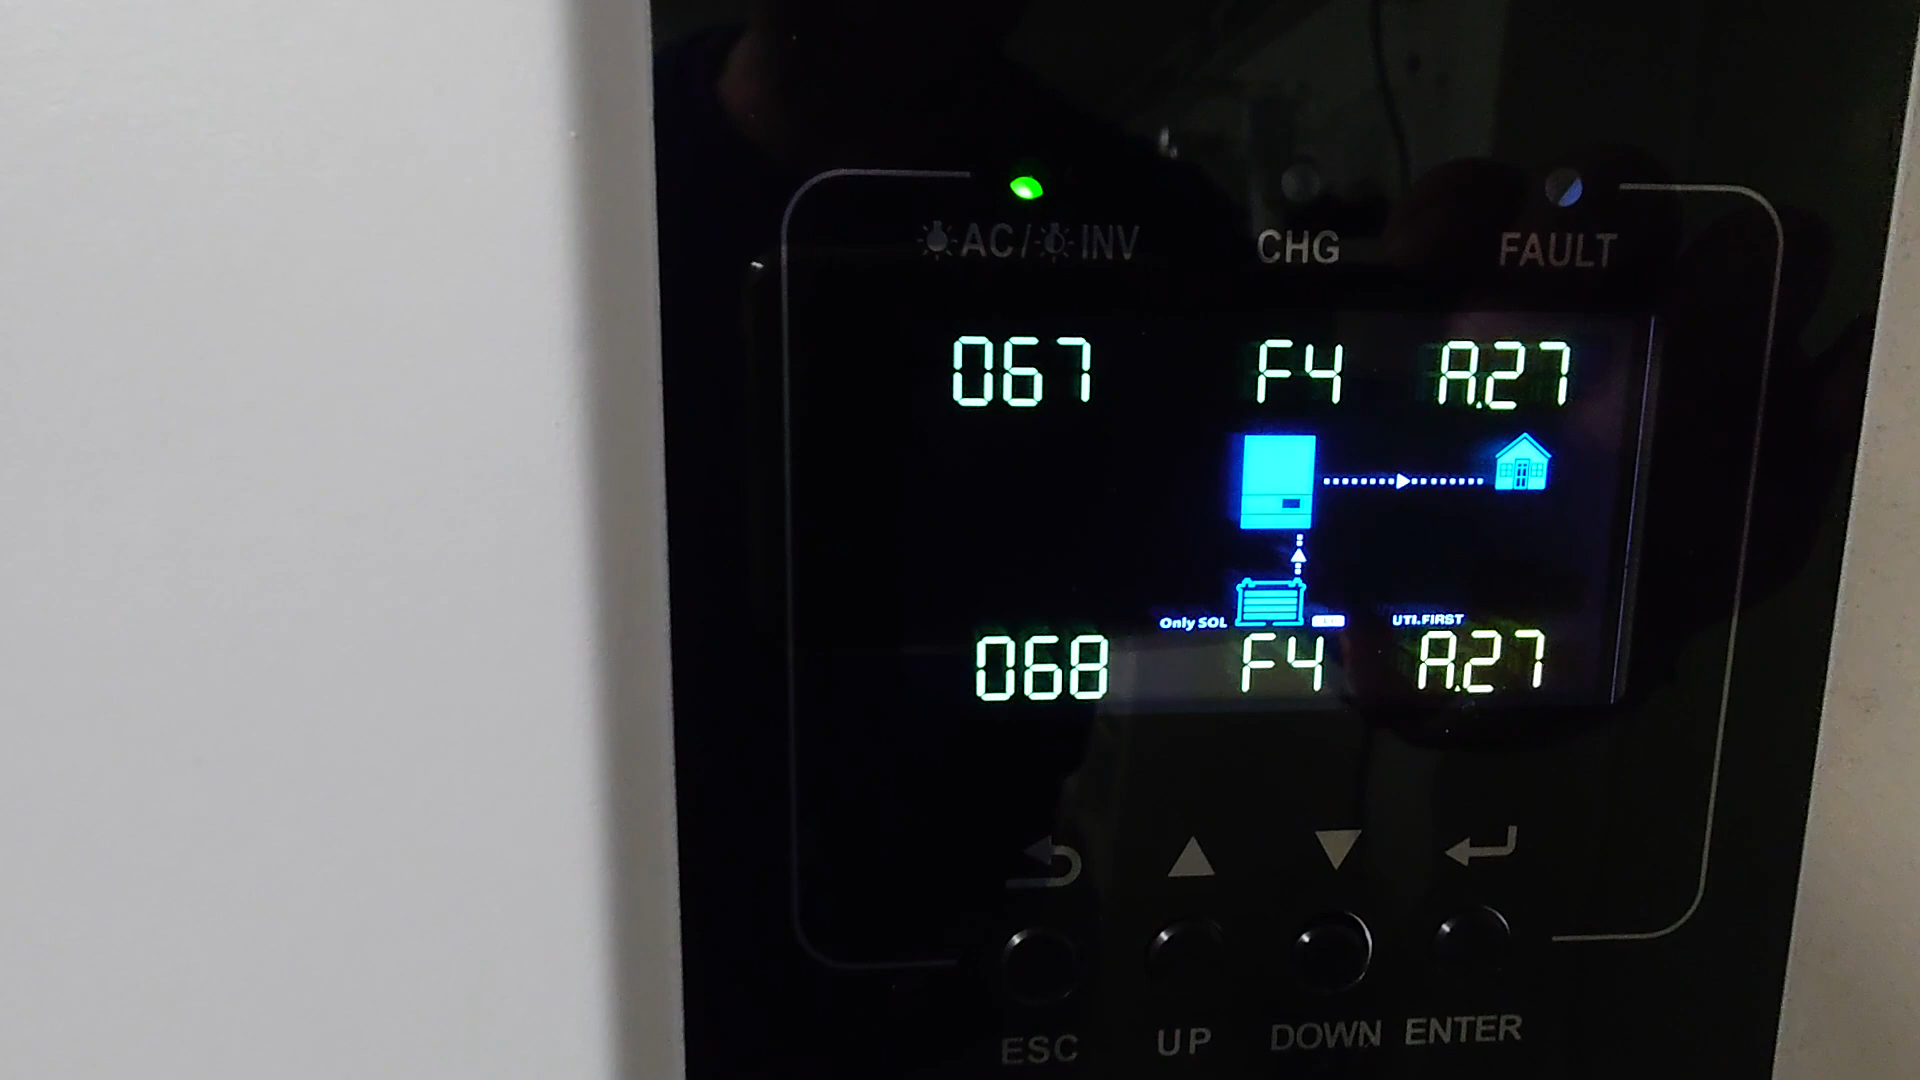 AC/ INV CHG FAULT
067 F4 A.27
Only SOL UTI.FIRST
068 F4 A.27
ESC UP DOWN ENTER